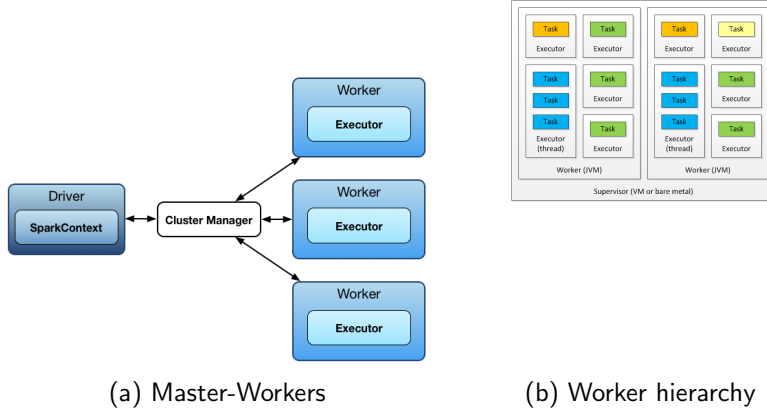 Driver
SparkContext
Cluster Manager
Worker
Executor
Worker
Executor
Worker
Executor
(a) Master-Workers
Task
Executor
Task
Task
Task
Executor
(thread)
Task
Executor
Task
Executor
Task
Executor
Worker (JVM)
Task
Executor
Task
Task
Task
Executor
(thread)
Task
Executor
Task
Executor
Task
Executor
Worker (JVM)
Supervisor (VM or bare metal)
(b) Worker hierarchy